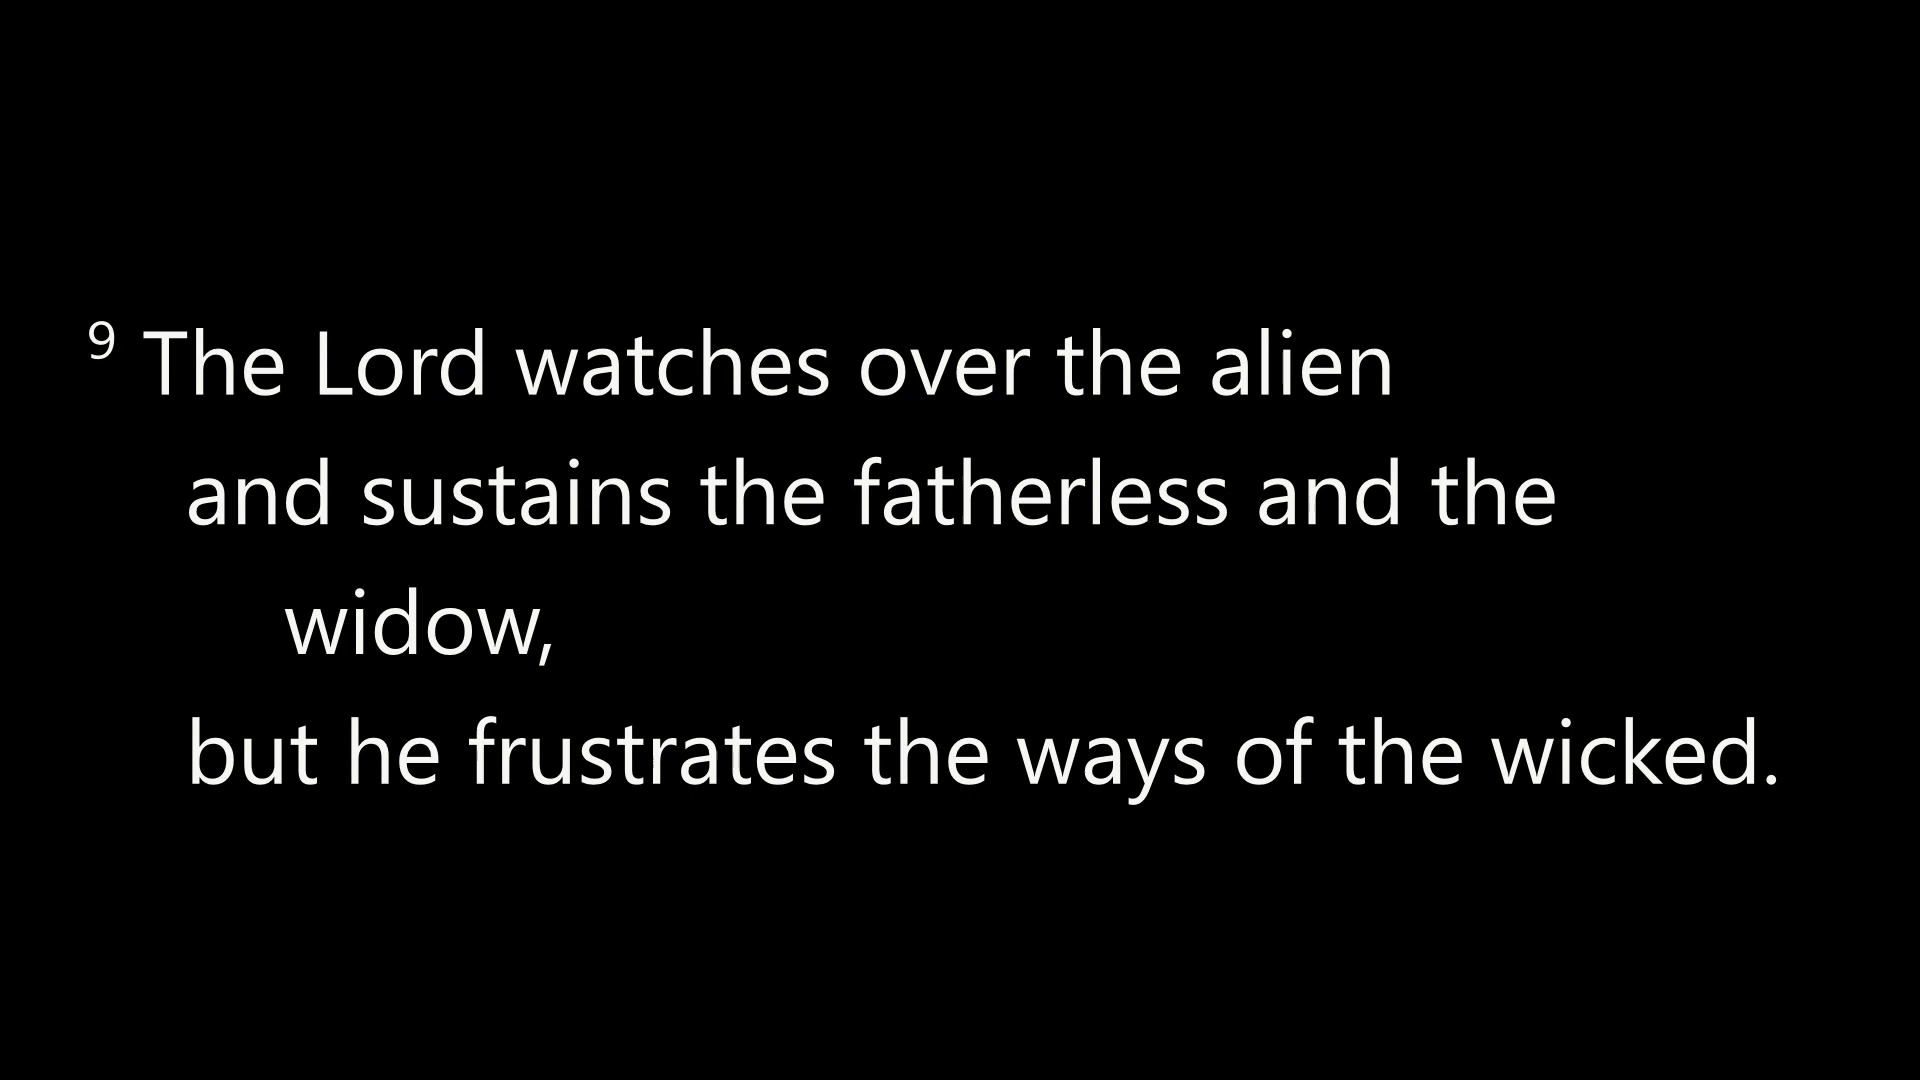 9 The Lord watches over the alien
and sustains the fatherless and the
widow,
but he frustrates the ways of the wicked.